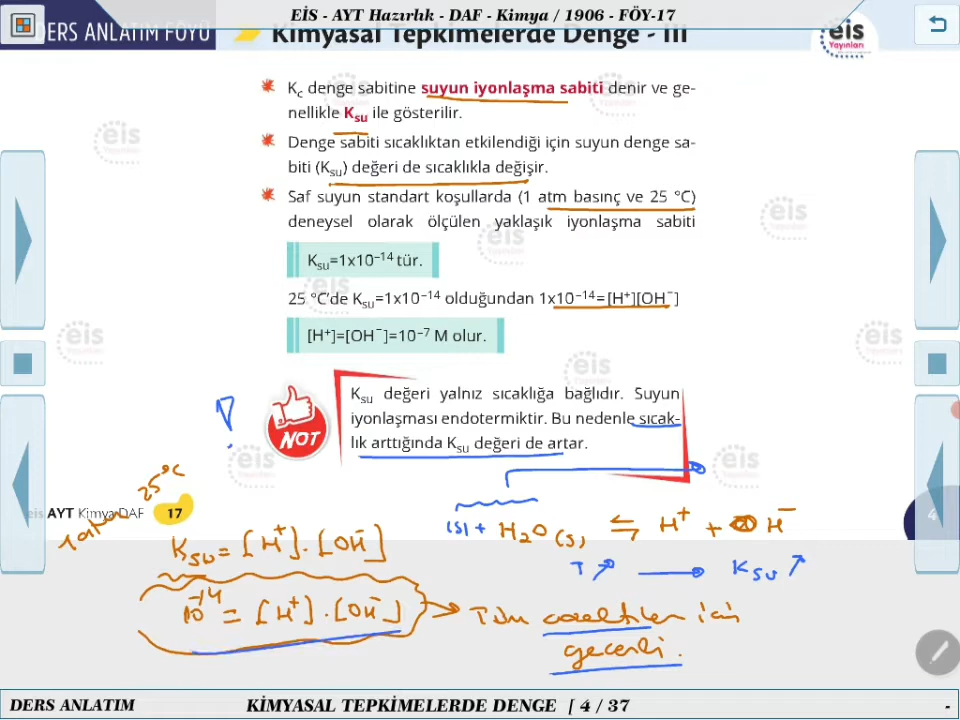 EİS - AYT Hazırlık - DAF - Kimya / 1906 - FÖY-17
DERS ANLATIM FÖYÜ
Kimyasal Tepkimelerde Denge - III
eis
Yayınları
Kc denge sabitine suyun iyonlaşma sabiti denir ve ge-
nellikle Ksu ile gösterilir.
Denge sabiti sıcaklıktan etkilendiği için suyun denge sa-
biti (Ksu) değeri de sıcaklıkla değişir.
Saf suyun standart koşullarda (1 atm basınç ve 25 °C)
deneysel olarak ölçülen yaklaşık iyonlaşma sabiti
Ksu=1x10⁻¹⁴ tür.
25 °C'de Ksu=1x10⁻¹⁴ olduğundan 1x10⁻¹⁴=[H⁺][OH⁻]
[H⁺]=[OH⁻]=10⁻⁷ M olur.
NOT
Ksu değeri yalnız sıcaklığa bağlıdır. Suyun
iyonlaşması endotermiktir. Bu nedenle sıcak-
lık arttığında Ksu değeri de artar.
25°C
eis AYT Kimya DAF 17
ısı + H₂O(s) ⇌ H⁺ + OH⁻
Ksu = [H⁺].[OH⁻]
T↗ → Ksu ↗
10⁻¹⁴ = [H⁺].[OH⁻] → Tüm çözeltiler için
geçerli.
DERS ANLATIM
KİMYASAL TEPKİMELERDE DENGE [ 4 / 37
-